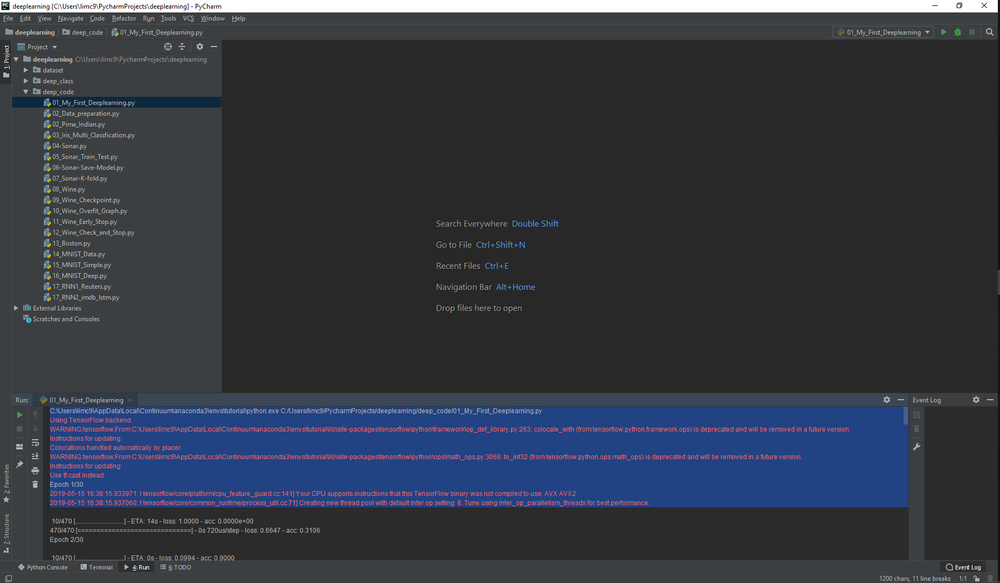 PC deeplearning [C:\Users\limc9\PycharmProjects\deeplearning] - PyCharm
File Edit View Navigate Code Refactor Run Tools VCS Window Help
deeplearning deep_code 01_My_First_Deeplearning.py 01_My_First_Deeplearning
1: Project
Project
deeplearning C:\Users\limc9\PycharmProjects\deeplearning
dataset
deep_class
deep_code
01_My_First_Deeplearning.py
02_Data_preparation.py
02_Pima_Indian.py
03_Iris_Multi_Classfication.py
04-Sonar.py
05_Sonar_Train_Test.py
06-Sonar-Save-Model.py
07_Sonar-K-fold.py
08_Wine.py
09_Wine_Checkpoint.py
10_Wine_Overfit_Graph.py
11_Wine_Early_Stop.py
12_Wine_Check_and_Stop.py
13_Boston.py
14_MNIST_Data.py
15_MNIST_Simple.py
16_MNIST_Deep.py
17_RNN1_Reuters.py
17_RNN2_imdb_lstm.py
External Libraries
Scratches and Consoles
Search Everywhere Double Shift
Go to File Ctrl+Shift+N
Recent Files Ctrl+E
Navigation Bar Alt+Home
Drop files here to open
Run: 01_My_First_Deeplearning
Event Log
C:\Users\limc9\AppData\Local\Continuum\anaconda3\envs\tutorial\python.exe C:/Users/limc9/PycharmProjects/deeplearning/deep_code/01_My_First_Deeplearning.py
Using TensorFlow backend.
WARNING:tensorflow:From C:\Users\limc9\AppData\Local\Continuum\anaconda3\envs\tutorial\lib\site-packages\tensorflow\python\framework\op_def_library.py:263: colocate_with (from tensorflow.python.framework.ops) is deprecated and will be removed in a future version.
Instructions for updating:
Colocations handled automatically by placer.
WARNING:tensorflow:From C:\Users\limc9\AppData\Local\Continuum\anaconda3\envs\tutorial\lib\site-packages\tensorflow\python\ops\math_ops.py:3066: to_int32 (from tensorflow.python.ops.math_ops) is deprecated and will be removed in a future version.
Instructions for updating:
Use tf.cast instead.
Epoch 1/30
2019-05-15 16:38:15.933971: I tensorflow/core/platform/cpu_feature_guard.cc:141] Your CPU supports instructions that this TensorFlow binary was not compiled to use: AVX AVX2
2019-05-15 16:38:15.937060: I tensorflow/core/common_runtime/process_util.cc:71] Creating new thread pool with default inter op setting: 8. Tune using inter_op_parallelism_threads for best performance.
10/470 [..............................] - ETA: 14s - loss: 1.0000 - acc: 0.0000e+00
470/470 [==============================] - 0s 720us/step - loss: 0.6647 - acc: 0.3106
Epoch 2/30
10/470 [..............................] - ETA: 0s - loss: 0.0994 - acc: 0.9000
2: Favorites
7: Structure
Python Console Terminal 4: Run 6: TODO Event Log
1200 chars, 11 line breaks 1:1